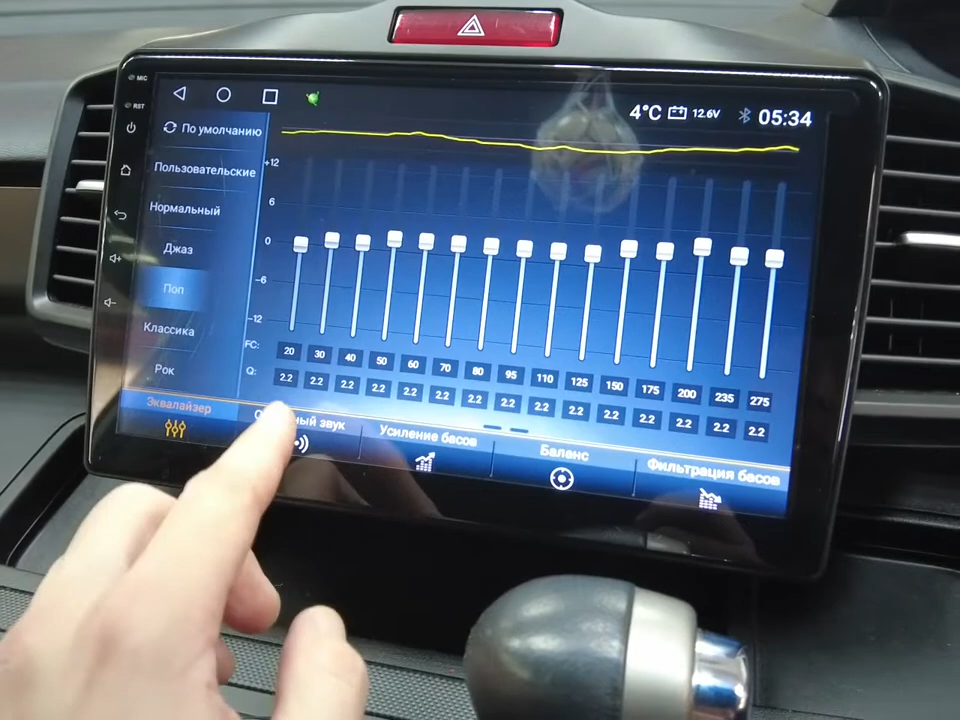 MIC
RST
4°C 12.6V 05:34
По умолчанию
Пользовательские
Нормальный
Джаз
Поп
Классика
Рок
+12
6
0
-6
-12
FC: 20 30 40 50 60 70 80 95 110 125 150 175 200 235 275
Q: 2.2 2.2 2.2 2.2 2.2 2.2 2.2 2.2 2.2 2.2 2.2 2.2 2.2 2.2 2.2
Эквалайзер
звук
Усиление басов
Баланс
Фильтрация басов